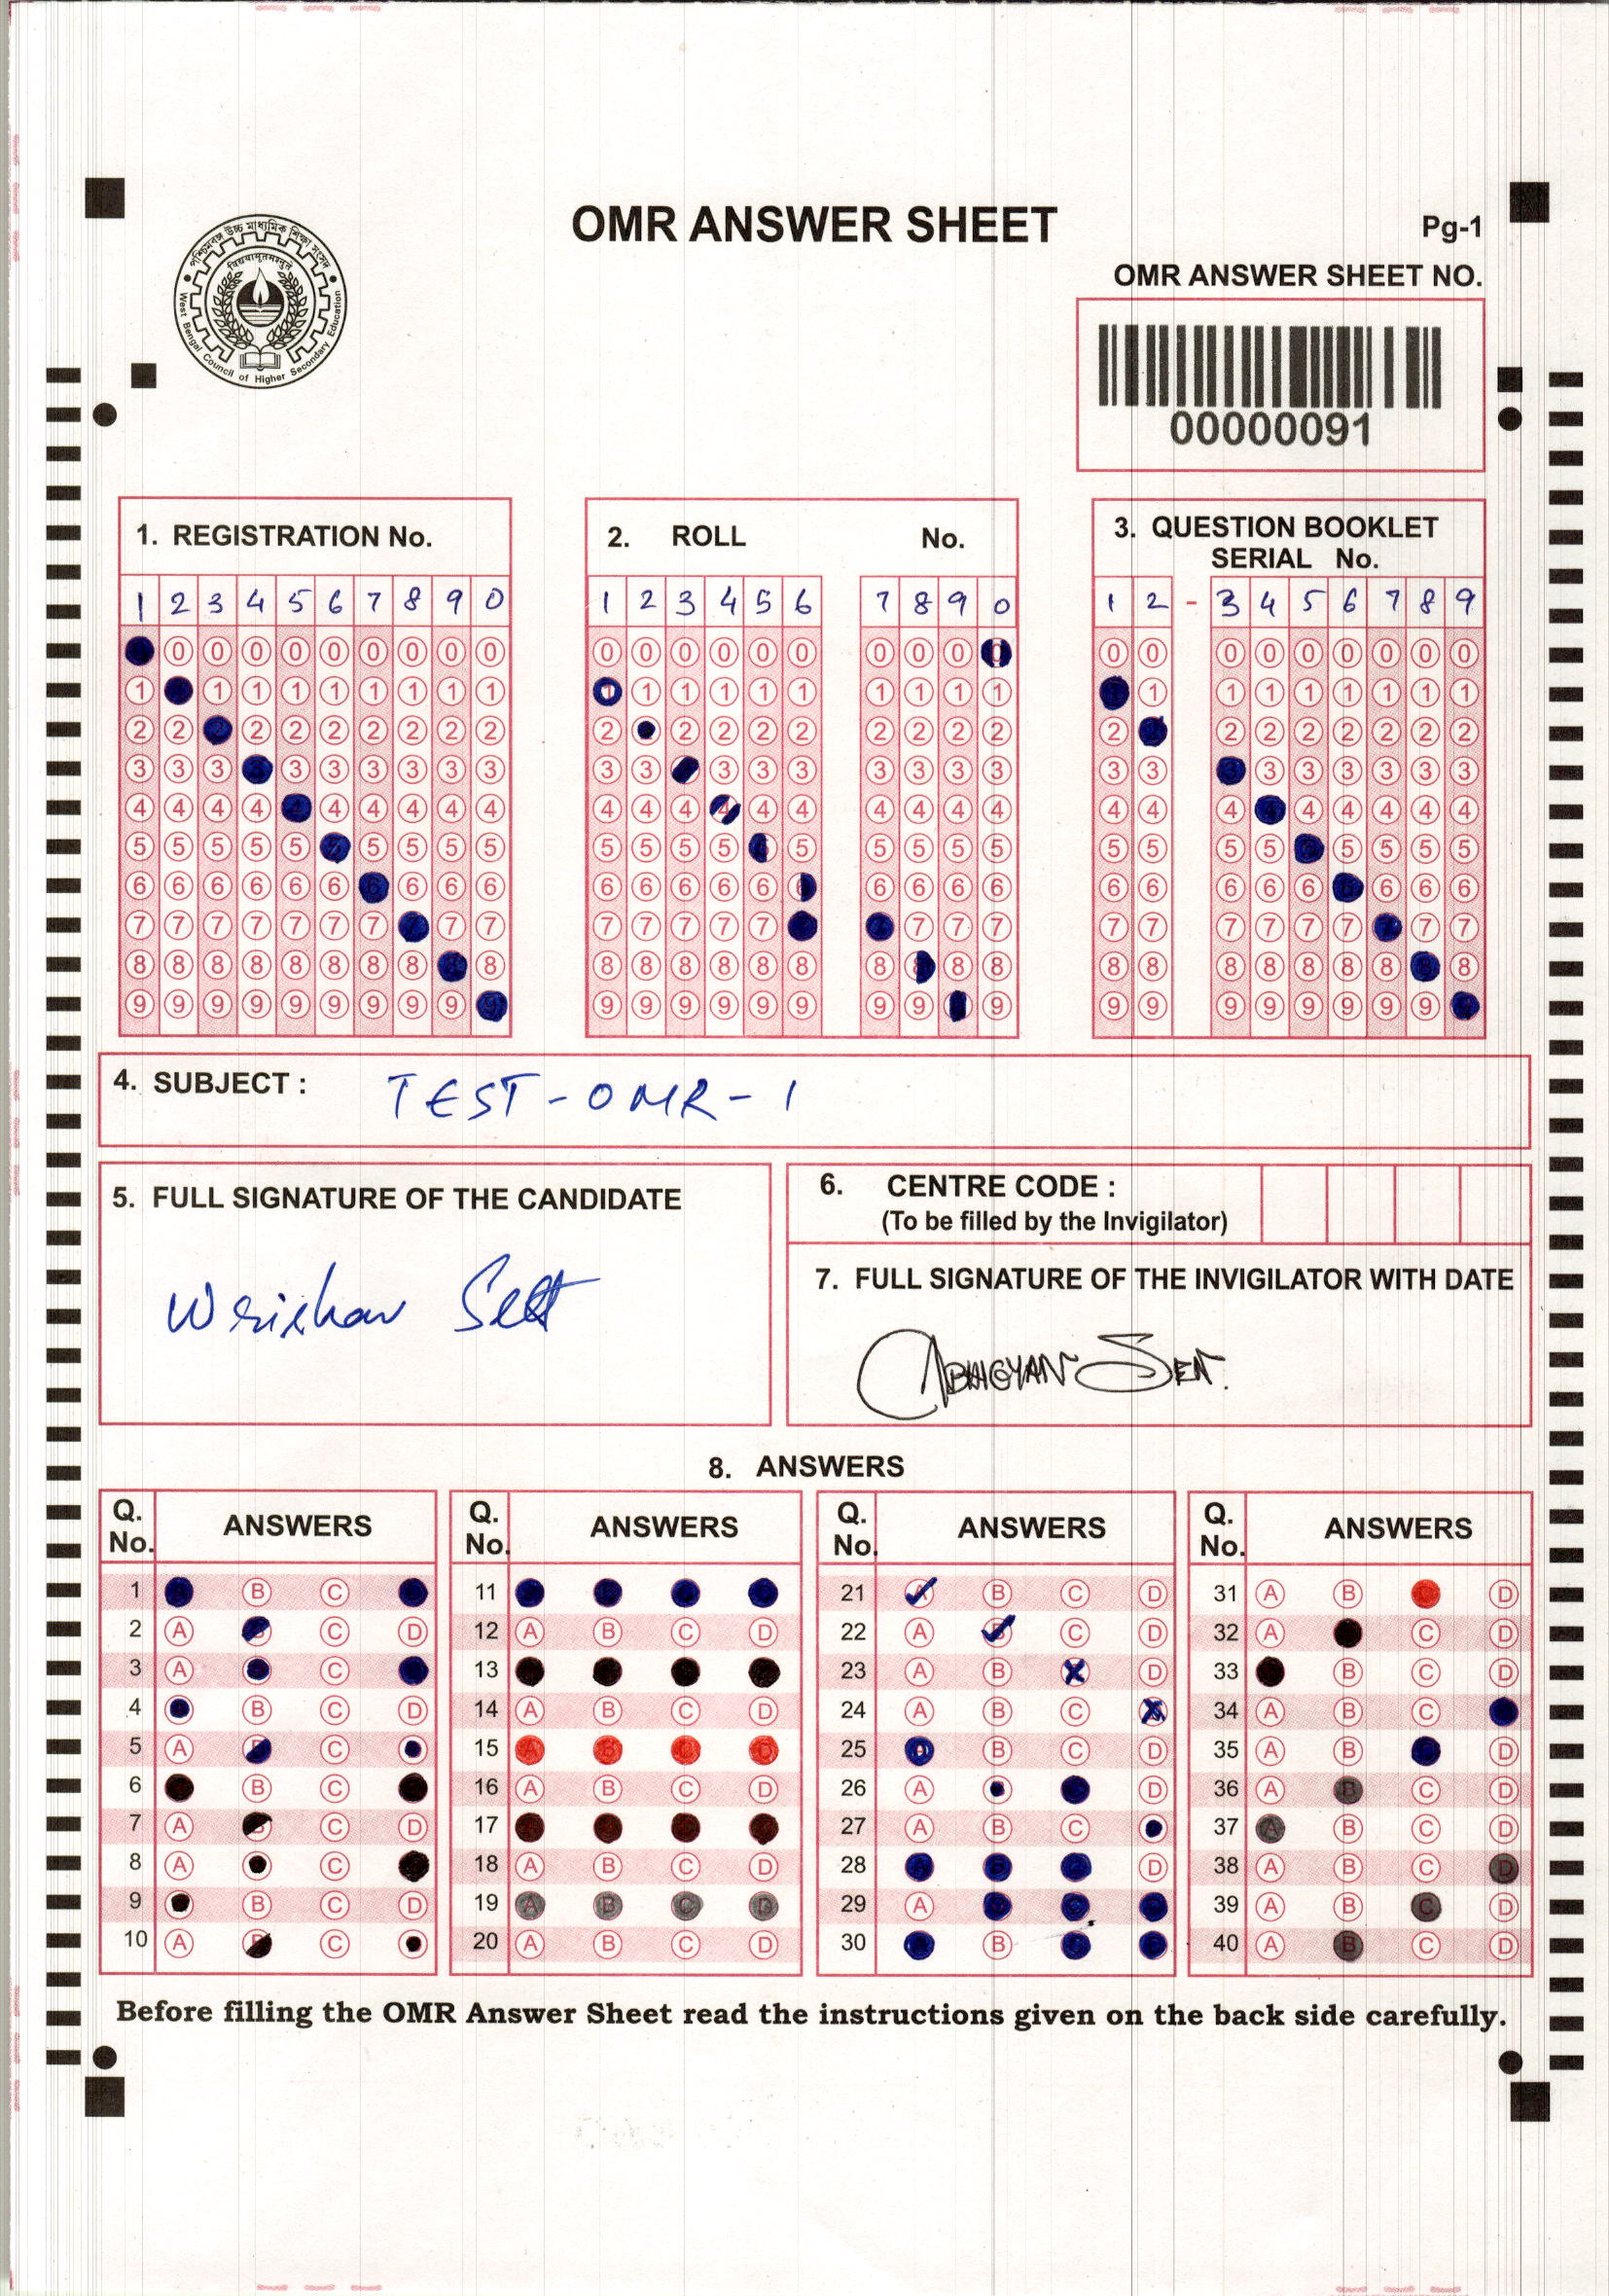 OMR ANSWER SHEET
Pg-1
OMR ANSWER SHEET NO.
00000091
পশ্চিমবঙ্গ উচ্চ মাধ্যমিক শিক্ষা সংসদ
West Bengal Council of Higher Secondary Education
1. REGISTRATION No.
1 2 3 4 5 6 7 8 9 0
2. ROLL No.
1 2 3 4 5 6 7 8 9 0
3. QUESTION BOOKLET
SERIAL No.
1 2 - 3 4 5 6 7 8 9
4. SUBJECT : TEST-OMR-1
5. FULL SIGNATURE OF THE CANDIDATE
6. CENTRE CODE :
(To be filled by the Invigilator)
7. FULL SIGNATURE OF THE INVIGILATOR WITH DATE
ABHIGYAN SEN.
8. ANSWERS
Q. No. ANSWERS Q. No. ANSWERS Q. No. ANSWERS Q. No. ANSWERS
1 B C 11 21 B C D 31 A B D
2 A C D 12 A B C D 22 A C D 32 A C D
3 A C 13 23 A B D 33 B C D
4 B C D 14 A B C D 24 A B C 34 A B C
5 A C 15 A B C D 25 A B C D 35 A B D
6 B C 16 A B C D 26 A D 36 A B C D
7 A C D 17 27 A B C 37 A B C D
8 A C 18 A B C D 28 D 38 A B C D
9 B C D 19 A B C D 29 A 39 A B C D
10 A C 20 A B C D 30 B 40 A B C D
Before filling the OMR Answer Sheet read the instructions given on the back side carefully.